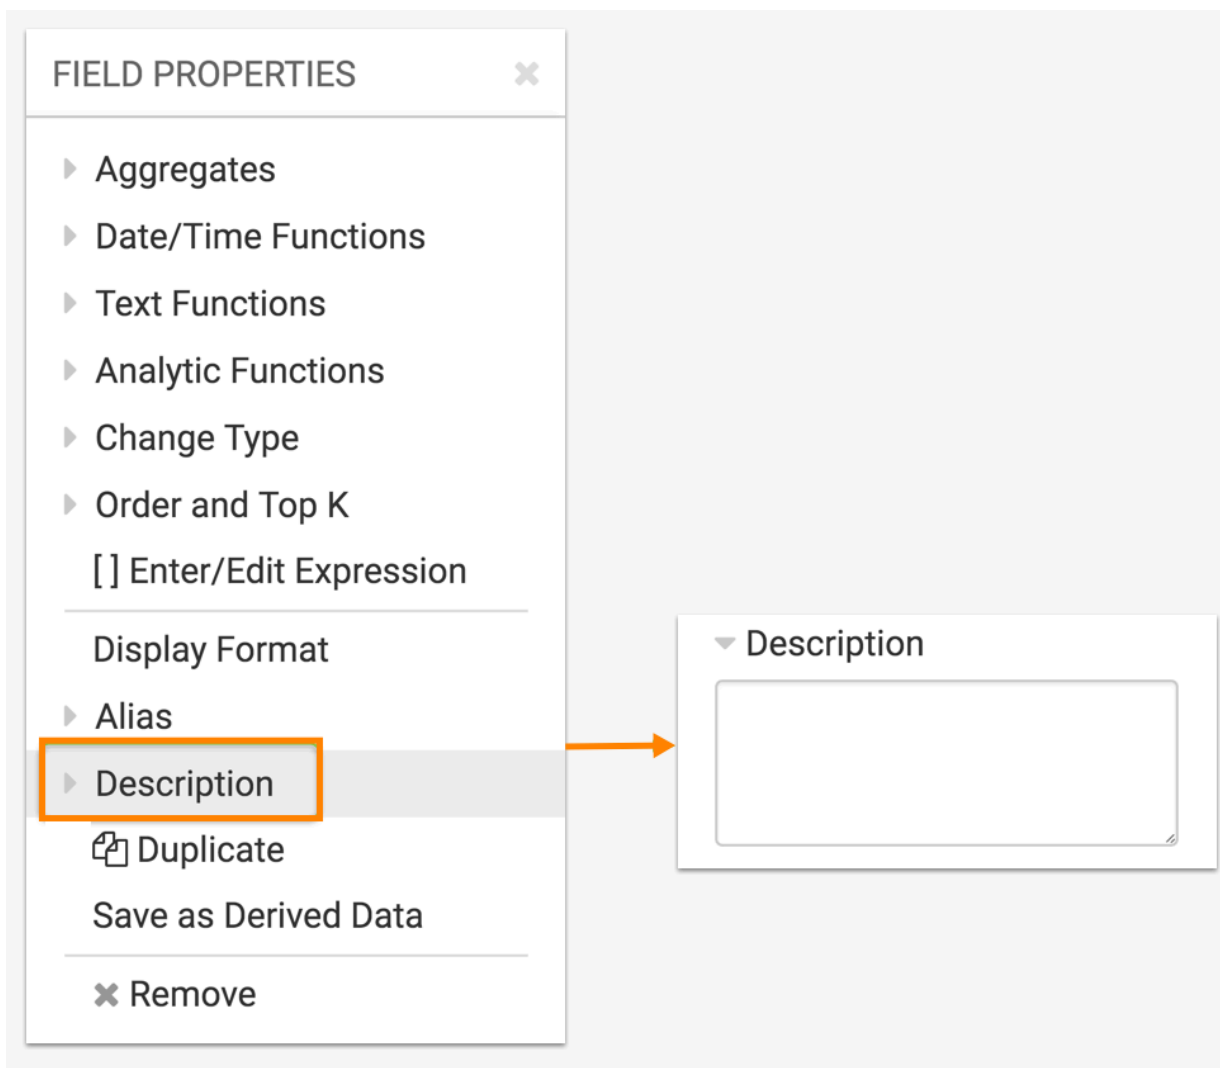 FIELD PROPERTIES
Aggregates
Date/Time Functions
Text Functions
Analytic Functions
Change Type
Order and Top K
[ ] Enter/Edit Expression
Display Format
Alias
Description
Duplicate
Save as Derived Data
Remove
Description